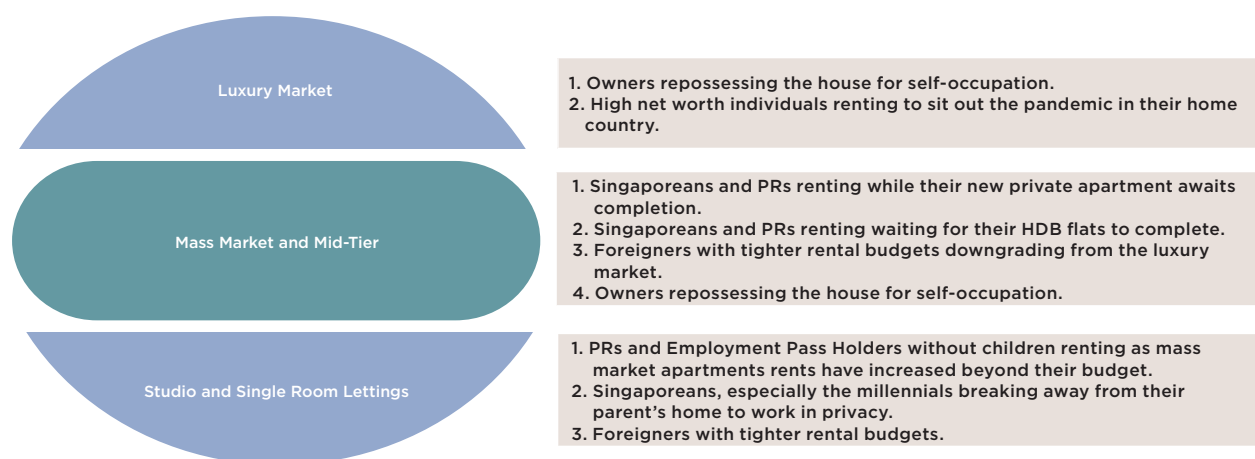 Luxury Market
1. Owners repossessing the house for self-occupation.
2. High net worth individuals renting to sit out the pandemic in their home
country.
Mass Market and Mid-Tier
1. Singaporeans and PRs renting while their new private apartment awaits
completion.
2. Singaporeans and PRs renting waiting for their HDB flats to complete.
3. Foreigners with tighter rental budgets downgrading from the luxury
market.
4. Owners repossessing the house for self-occupation.
Studio and Single Room Lettings
1. PRs and Employment Pass Holders without children renting as mass
market apartments rents have increased beyond their budget.
2. Singaporeans, especially the millennials breaking away from their
parent's home to work in privacy.
3. Foreigners with tighter rental budgets.